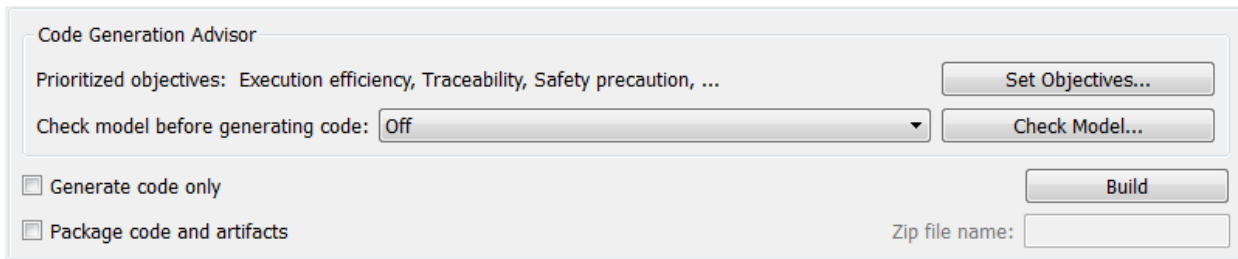 Code Generation Advisor
Prioritized objectives: Execution efficiency, Traceability, Safety precaution, ... Set Objectives...
Check model before generating code: Off Check Model...
Generate code only Build
Package code and artifacts Zip file name: